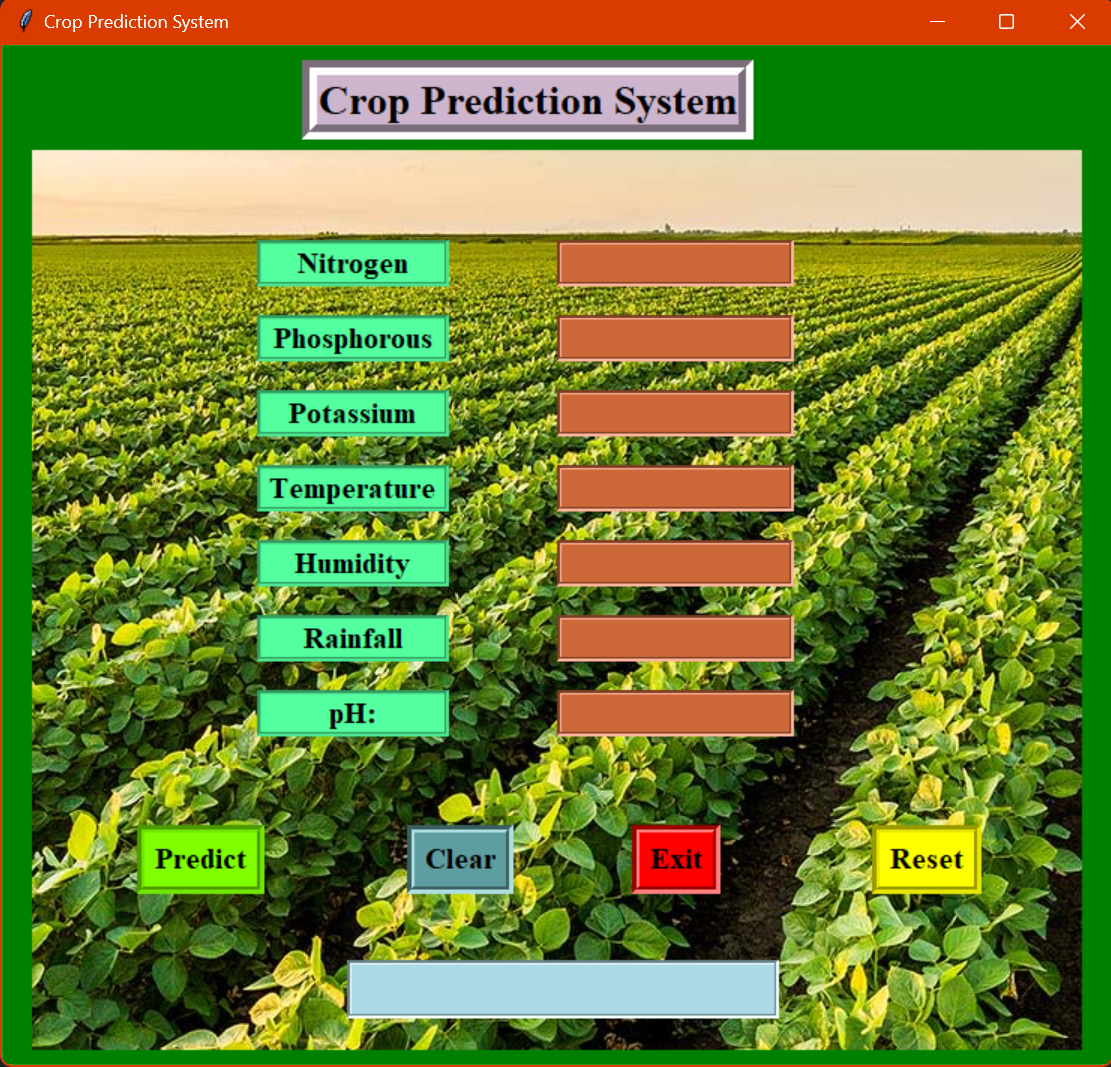 Crop Prediction System
Crop Prediction System
Nitrogen
Phosphorous
Potassium
Temperature
Humidity
Rainfall
pH:
Predict Clear Exit Reset